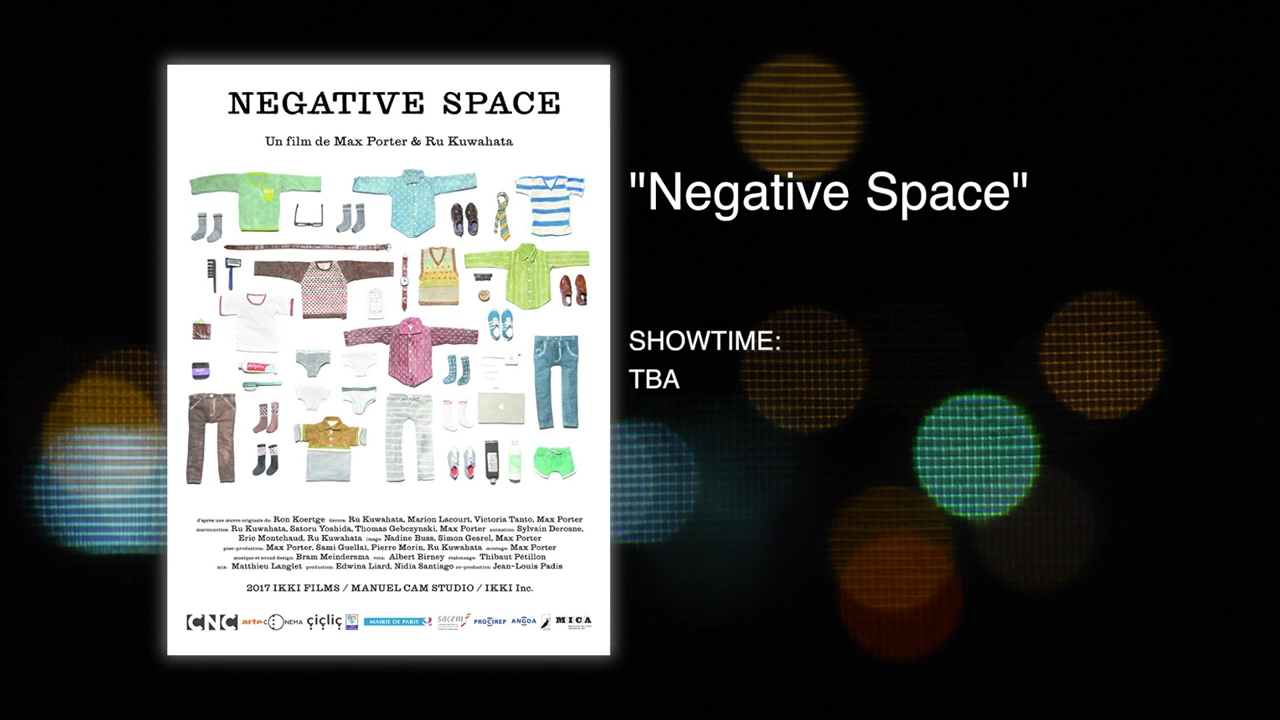 NEGATIVE SPACE
Un film de Max Porter & Ru Kuwahata
d'après une œuvre originale de: Ron Koertge décors: Ru Kuwahata, Marion Lacourt, Victoria Tanto, Max Porter
marionnettes: Ru Kuwahata, Satoru Yoshida, Thomas Gebczynski, Max Porter animation: Sylvain Derosne,
Eric Montchaud, Ru Kuwahata image: Nadine Buss, Simon Gesrel, Max Porter
post-production: Max Porter, Sami Guellaï, Pierre Morin, Ru Kuwahata montage: Max Porter
musique et sound design: Bram Meindersma voix: Albert Birney étalonnage: Thibaut Pétillon
mix: Matthieu Langlet production: Edwina Liard, Nidia Santiago co-production: Jean-Louis Padis
2017 IKKI FILMS / MANUEL CAM STUDIO / IKKI Inc.
CNC arte CINEMA ciclic MAIRIE DE PARIS sacem PROCIREP ANGOA MICA
"Negative Space"
SHOWTIME:
TBA